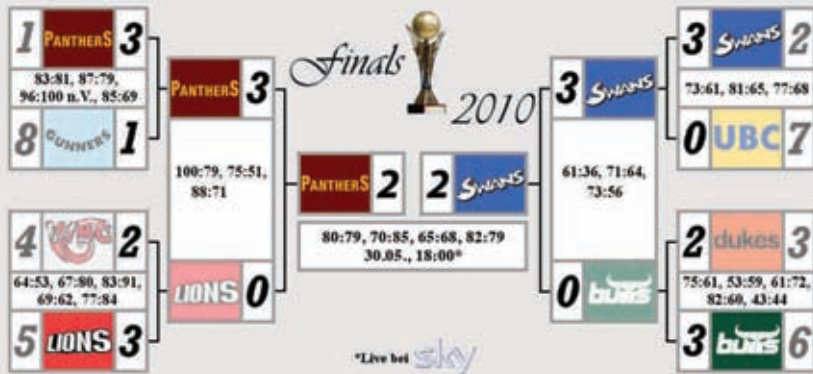 1 PANTHERS 3
83:81, 87:79,
96:100 n.V., 85:69
8 GUNNERS 1
4 WBC 2
64:53, 67:80, 83:91,
69:62, 77:84
5 LIONS 3
PANTHERS 3
100:79, 75:51,
88:71
LIONS 0
Finals
2010
PANTHERS 2 2 SWANS
80:79, 70:85, 65:68, 82:79
30.05., 18:00*
*Live bei sky
3 SWANS
61:36, 71:64,
73:56
0 bulls
3 SWANS 2
73:61, 81:65, 77:68
0 UBC 7
2 dukes 3
75:61, 53:59, 61:72,
82:60, 43:44
3 bulls 6